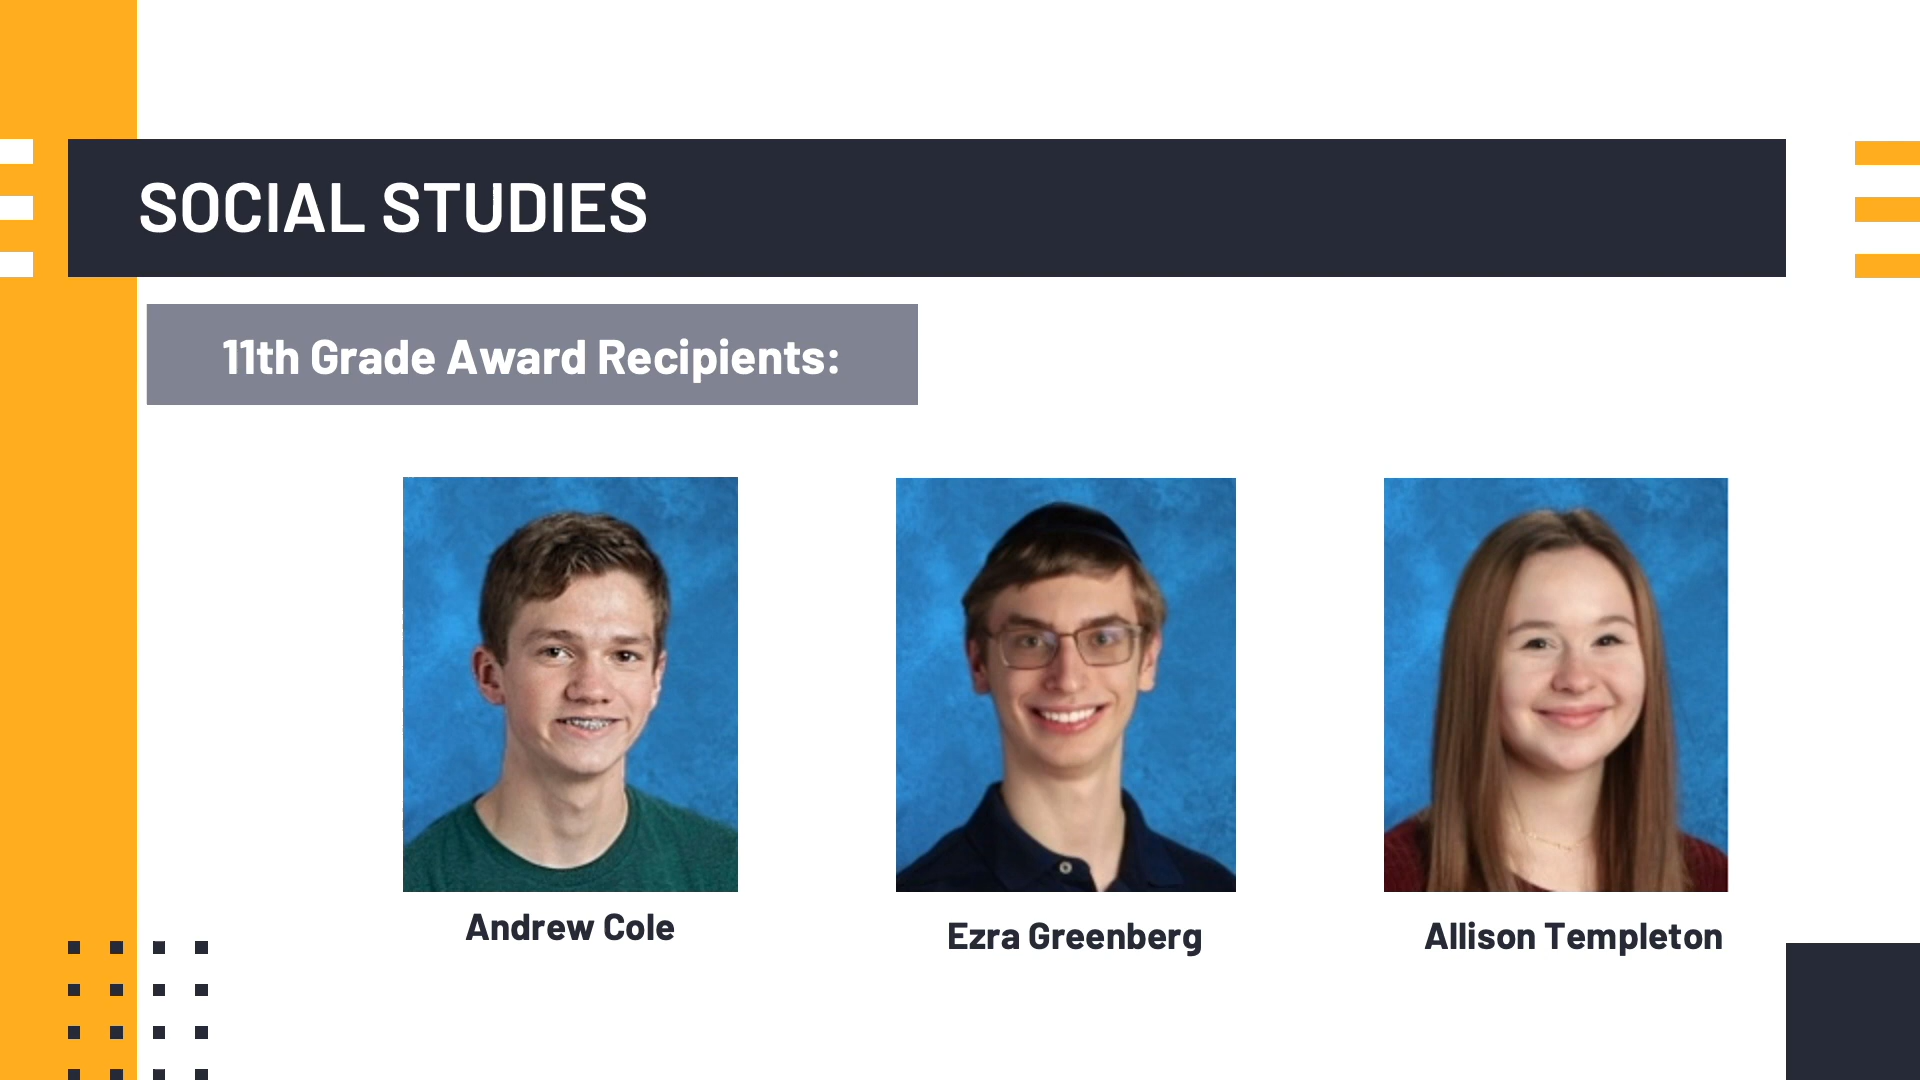 SOCIAL STUDIES
11th Grade Award Recipients:
Andrew Cole
Ezra Greenberg
Allison Templeton